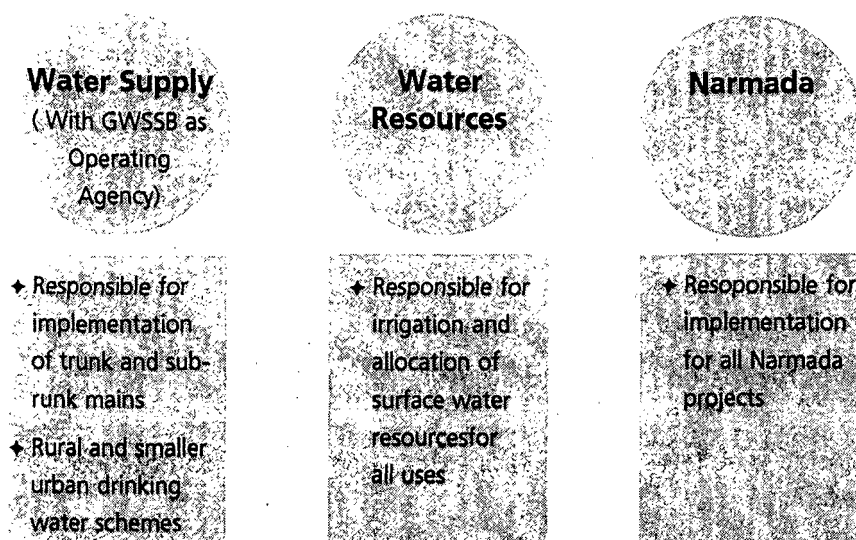 Water Supply
( With GWSSB as
Operating
Agency)
Water
Resources
Narmada
✦ Responsible for
implementation
of trunk and sub-
runk mains
✦ Rural and smaller
urban drinking
water schemes
✦ Responsible for
irrigation and
allocation of
surface water
resourcesfor
all uses
✦ Resoponsible for
implementation
for all Narmada
projects